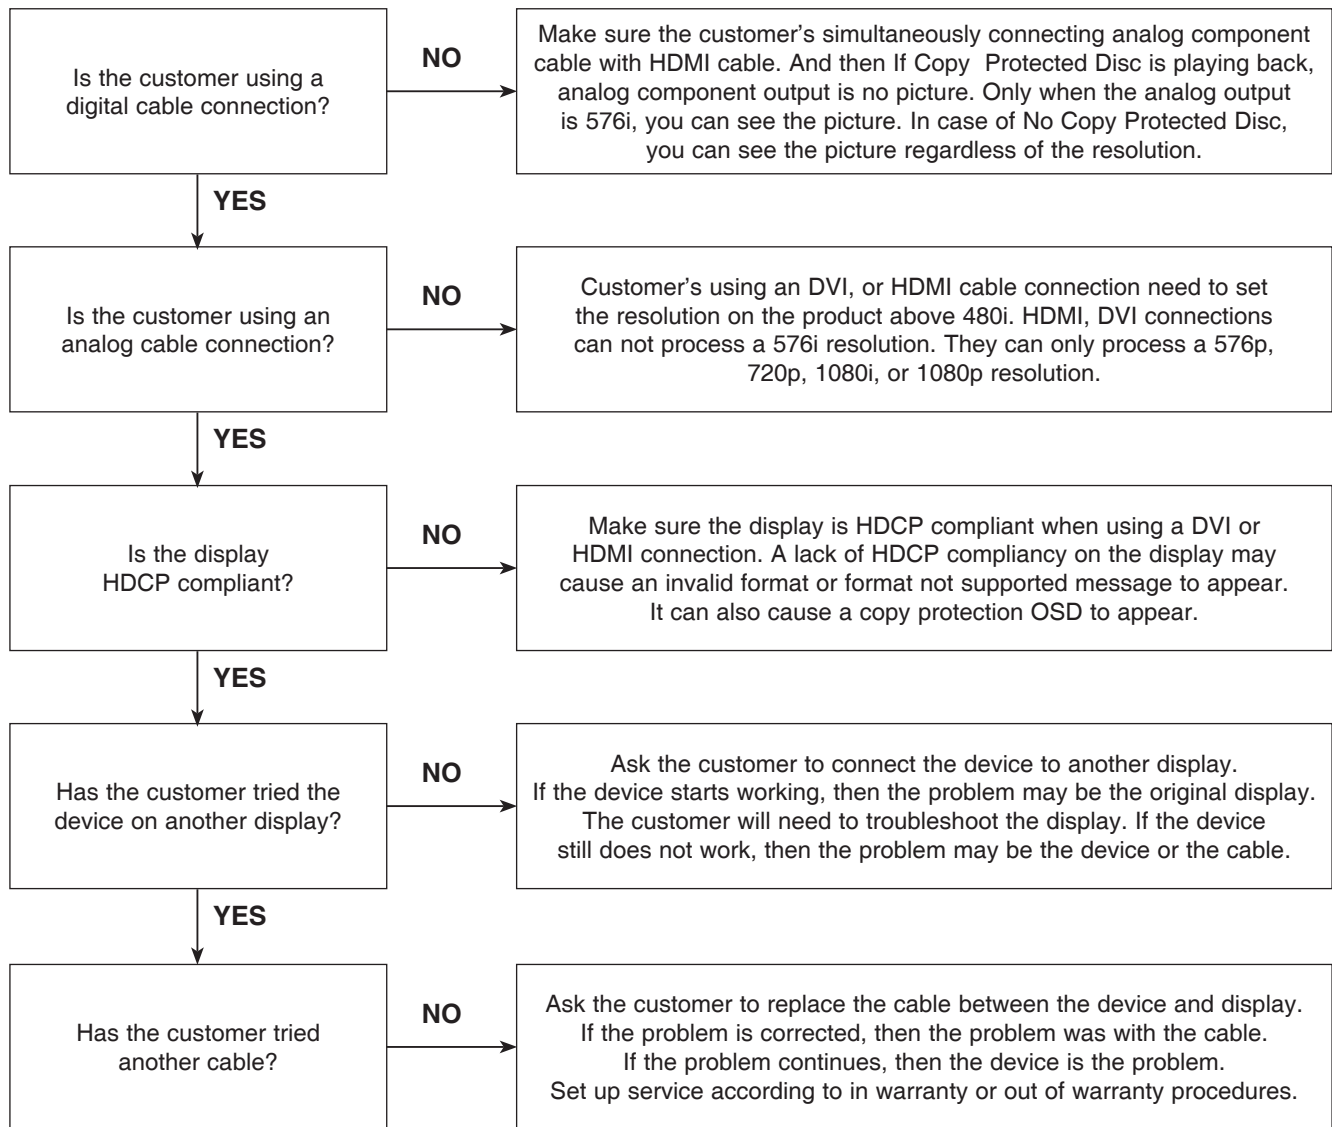 Is the customer using a
digital cable connection?
NO
Make sure the customer’s simultaneously connecting analog component
cable with HDMI cable. And then If Copy Protected Disc is playing back,
analog component output is no picture. Only when the analog output
is 576i, you can see the picture. In case of No Copy Protected Disc,
you can see the picture regardless of the resolution.
YES
Is the customer using an
analog cable connection?
NO
Customer’s using an DVI, or HDMI cable connection need to set
the resolution on the product above 480i. HDMI, DVI connections
can not process a 576i resolution. They can only process a 576p,
720p, 1080i, or 1080p resolution.
YES
Is the display
HDCP compliant?
NO
Make sure the display is HDCP compliant when using a DVI or
HDMI connection. A lack of HDCP compliancy on the display may
cause an invalid format or format not supported message to appear.
It can also cause a copy protection OSD to appear.
YES
Has the customer tried the
device on another display?
NO
Ask the customer to connect the device to another display.
If the device starts working, then the problem may be the original display.
The customer will need to troubleshoot the display. If the device
still does not work, then the problem may be the device or the cable.
YES
Has the customer tried
another cable?
NO
Ask the customer to replace the cable between the device and display.
If the problem is corrected, then the problem was with the cable.
If the problem continues, then the device is the problem.
Set up service according to in warranty or out of warranty procedures.